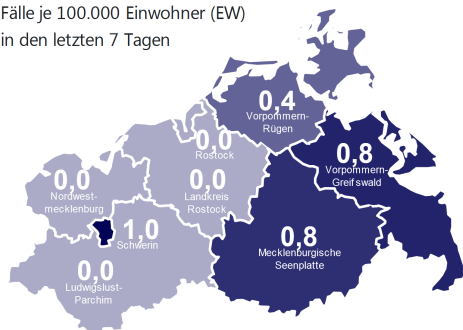 Fälle je 100.000 Einwohner (EW)
in den letzten 7 Tagen
0,4
Vorpommern-
Rügen
0,0
Rostock
0,8
Vorpommern-
Greifswald
0,0
Nordwest-
mecklenburg
0,0
Landkreis
Rostock
1,0
Schwerin
0,8
Mecklenburgische
Seenplatte
0,0
Ludwigslust-
Parchim